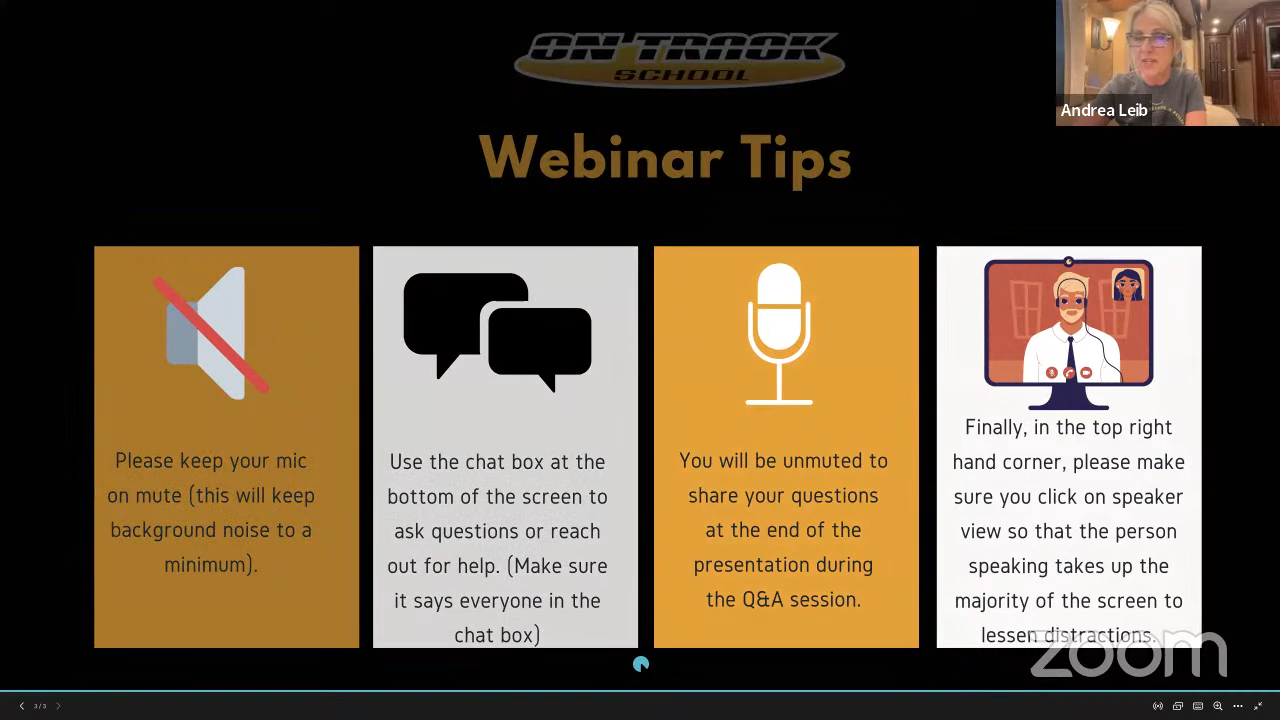 ON TRACK
SCHOOL
Andrea Leib
Webinar Tips
Please keep your mic
on mute (this will keep
background noise to a
minimum).
Use the chat box at the
bottom of the screen to
ask questions or reach
out for help. (Make sure
it says everyone in the
chat box)
You will be unmuted to
share your questions
at the end of the
presentation during
the Q&A session.
Finally, in the top right
hand corner, please make
sure you click on speaker
view so that the person
speaking takes up the
majority of the screen to
lessen distractions.
zoom
3/3